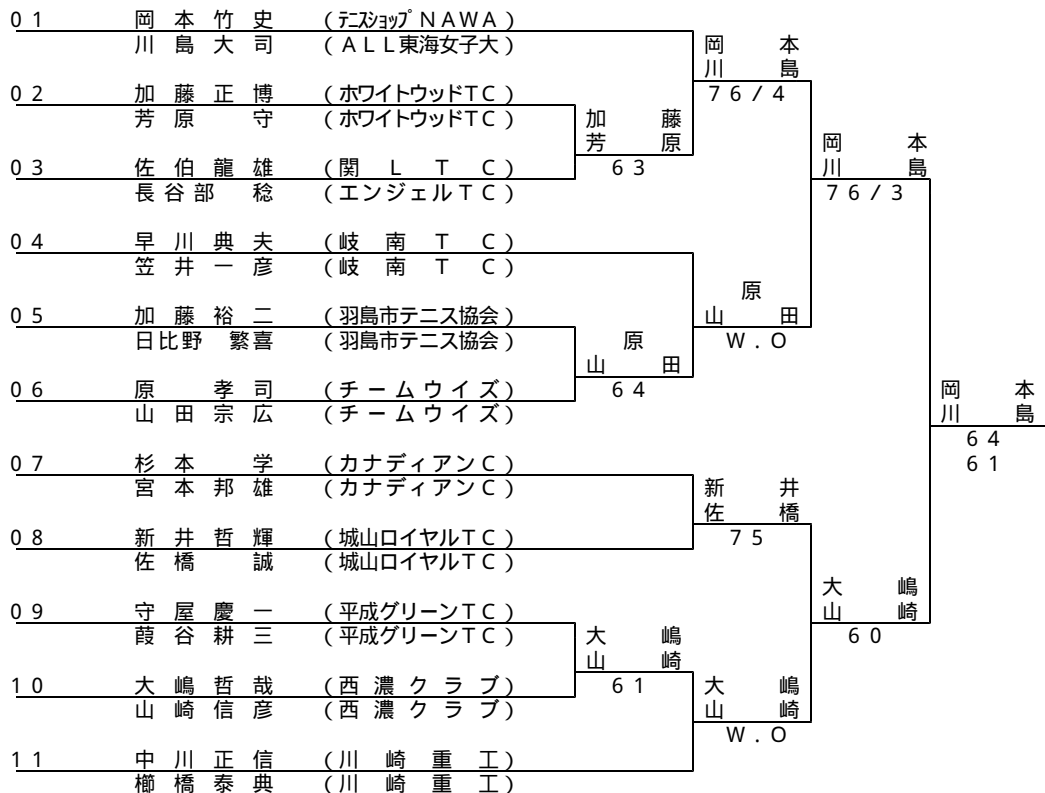 01 岡本竹史 (テニスショップNAWA)
川島大司 (ALL東海女子大)
02 加藤正博 (ホワイトウッドTC)
芳原守 (ホワイトウッドTC)
03 佐伯龍雄 (関LTC)
長谷部稔 (エンジェルTC)
04 早川典夫 (岐南TC)
笠井一彦 (岐南TC)
05 加藤裕二 (羽島市テニス協会)
日比野繁喜 (羽島市テニス協会)
06 原孝司 (チームウイズ)
山田宗広 (チームウイズ)
07 杉本学 (カナディアンC)
宮本邦雄 (カナディアンC)
08 新井哲輝 (城山ロイヤルTC)
佐橋誠 (城山ロイヤルTC)
09 守屋慶一 (平成グリーンTC)
葭谷耕三 (平成グリーンTC)
10 大嶋哲哉 (西濃クラブ)
山崎信彦 (西濃クラブ)
11 中川正信 (川崎重工)
櫛橋泰典 (川崎重工)
加藤
芳原
63
原
山田
64
大嶋
山崎
61
岡本
川島
76/4
原
山田
W.O
新井
佐橋
75
大嶋
山崎
W.O
岡本
川島
76/3
大嶋
山崎
60
岡本
川島
64
61